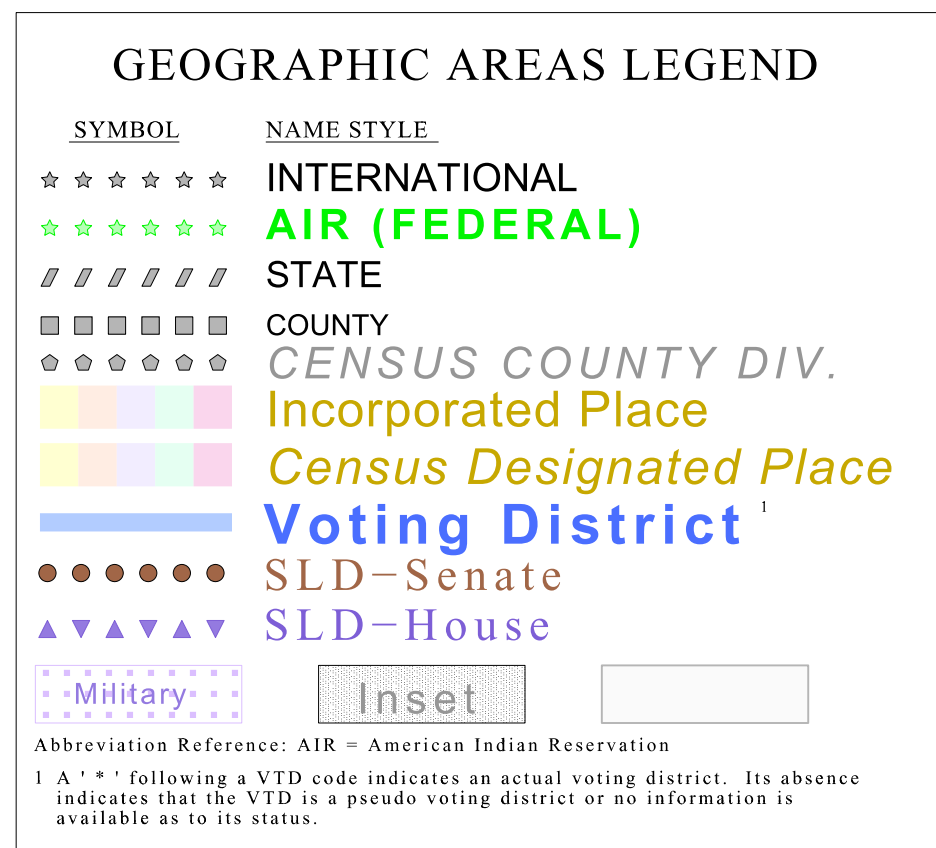 GEOGRAPHIC AREAS LEGEND
SYMBOL NAME STYLE
INTERNATIONAL
AIR (FEDERAL)
STATE
COUNTY
CENSUS COUNTY DIV.
Incorporated Place
Census Designated Place
Voting District 1
SLD−Senate
SLD−House
Military Inset
Abbreviation Reference: AIR = American Indian Reservation
1 A ' * ' following a VTD code indicates an actual voting district. Its absence
indicates that the VTD is a pseudo voting district or no information is
available as to its status.